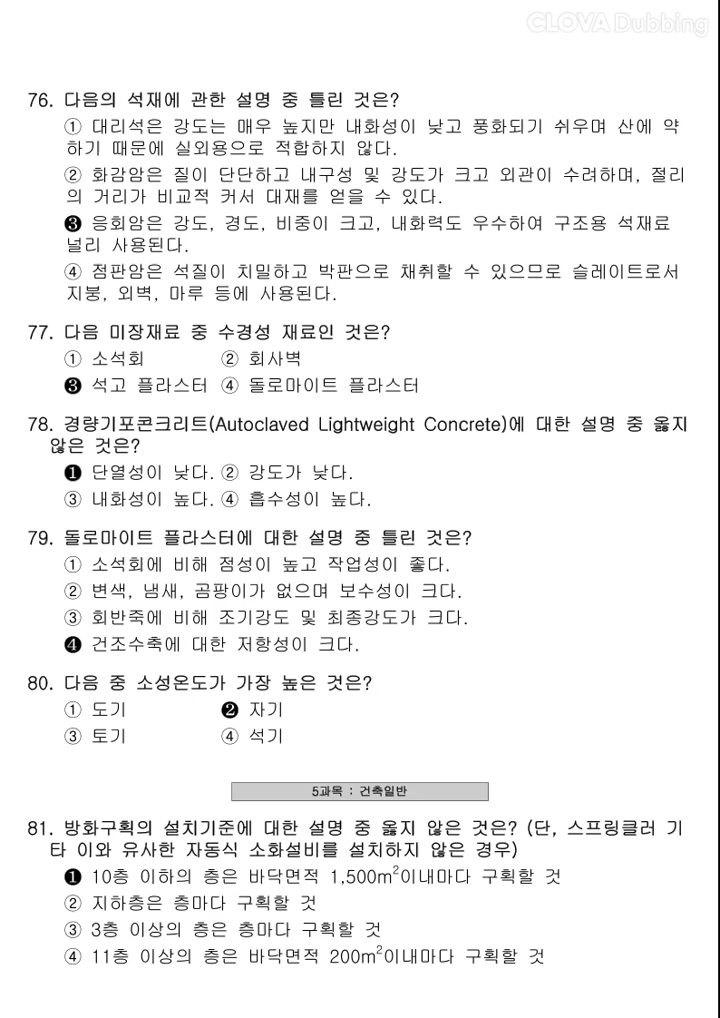 CLOVA Dubbing
76. 다음의 석재에 관한 설명 중 틀린 것은?
① 대리석은 강도는 매우 높지만 내화성이 낮고 풍화되기 쉬우며 산에 약
하기 때문에 실외용으로 적합하지 않다.
② 화감암은 질이 단단하고 내구성 및 강도가 크고 외관이 수려하며, 절리
의 거리가 비교적 커서 대재를 얻을 수 있다.
❸ 응회암은 강도, 경도, 비중이 크고, 내화력도 우수하여 구조용 석재료
널리 사용된다.
④ 점판암은 석질이 치밀하고 박판으로 채취할 수 있으므로 슬레이트로서
지붕, 외벽, 마루 등에 사용된다.
77. 다음 미장재료 중 수경성 재료인 것은?
① 소석회 ② 회사벽
❸ 석고 플라스터 ④ 돌로마이트 플라스터
78. 경량기포콘크리트(Autoclaved Lightweight Concrete)에 대한 설명 중 옳지
않은 것은?
❶ 단열성이 낮다. ② 강도가 낮다.
③ 내화성이 높다. ④ 흡수성이 높다.
79. 돌로마이트 플라스터에 대한 설명 중 틀린 것은?
① 소석회에 비해 점성이 높고 작업성이 좋다.
② 변색, 냄새, 곰팡이가 없으며 보수성이 크다.
③ 회반죽에 비해 조기강도 및 최종강도가 크다.
❹ 건조수축에 대한 저항성이 크다.
80. 다음 중 소성온도가 가장 높은 것은?
① 도기 ❷ 자기
③ 토기 ④ 석기
5과목 : 건축일반
81. 방화구획의 설치기준에 대한 설명 중 옳지 않은 것은? (단, 스프링클러 기
타 이와 유사한 자동식 소화설비를 설치하지 않은 경우)
❶ 10층 이하의 층은 바닥면적 1,500m²이내마다 구획할 것
② 지하층은 층마다 구획할 것
③ 3층 이상의 층은 층마다 구획할 것
④ 11층 이상의 층은 바닥면적 200m²이내마다 구획할 것